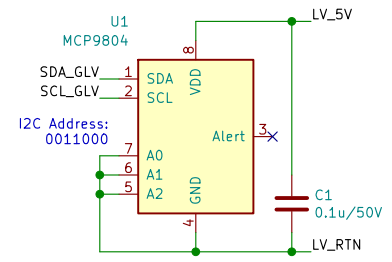 U1
MCP9804
LV_5V
8
VDD
SDA_GLV 1 SDA
SCL_GLV 2 SCL
I2C Address:
0011000
Alert 3
7 A0
6 A1
5 A2
GND
4
C1
0.1u/50V
LV_RTN